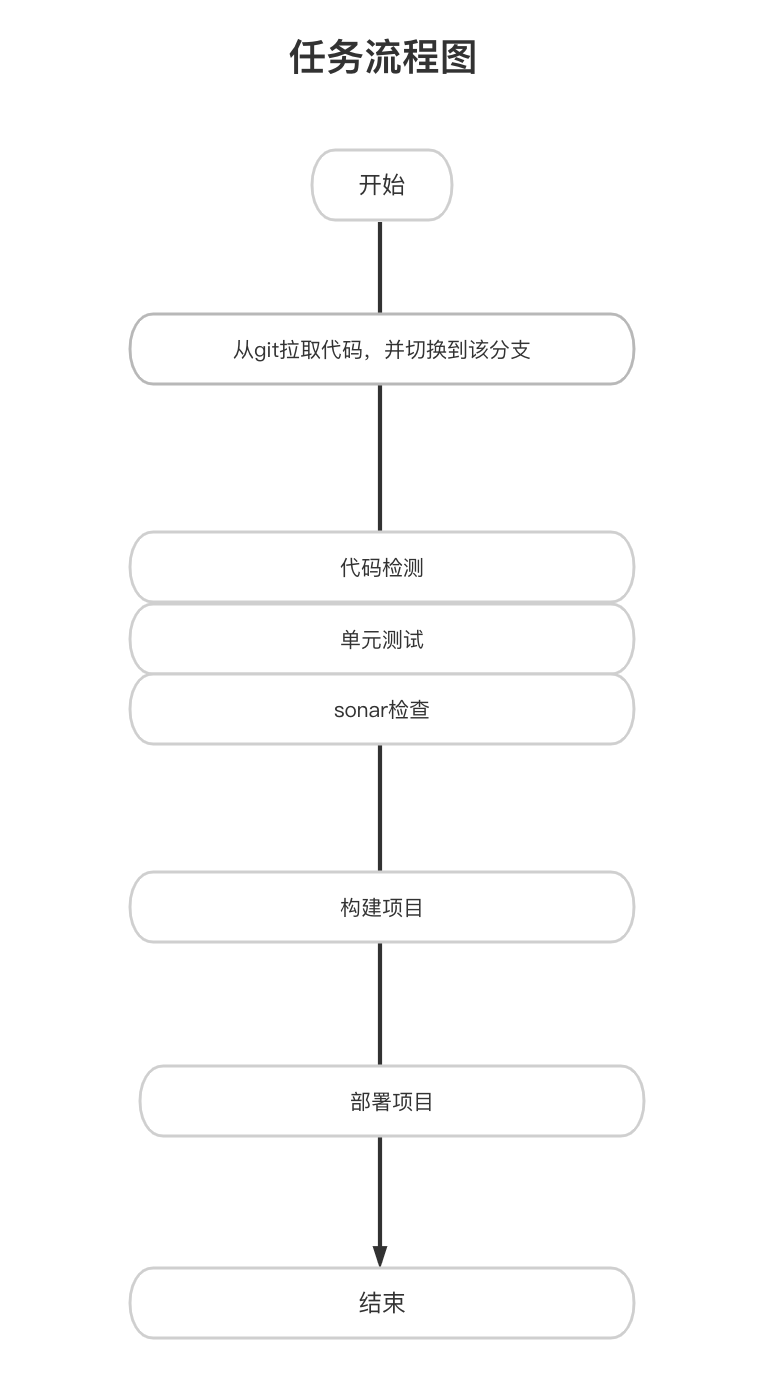 任务流程图
开始
从git拉取代码，并切换到该分支
代码检测
单元测试
sonar检查
构建项目
部署项目
结束